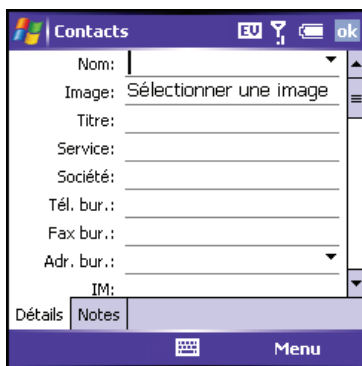 Contacts EU ok
Nom:
Image: Sélectionner une image
Titre:
Service:
Société:
Tél. bur.:
Fax bur.:
Adr. bur.:
IM:
Détails Notes
Menu